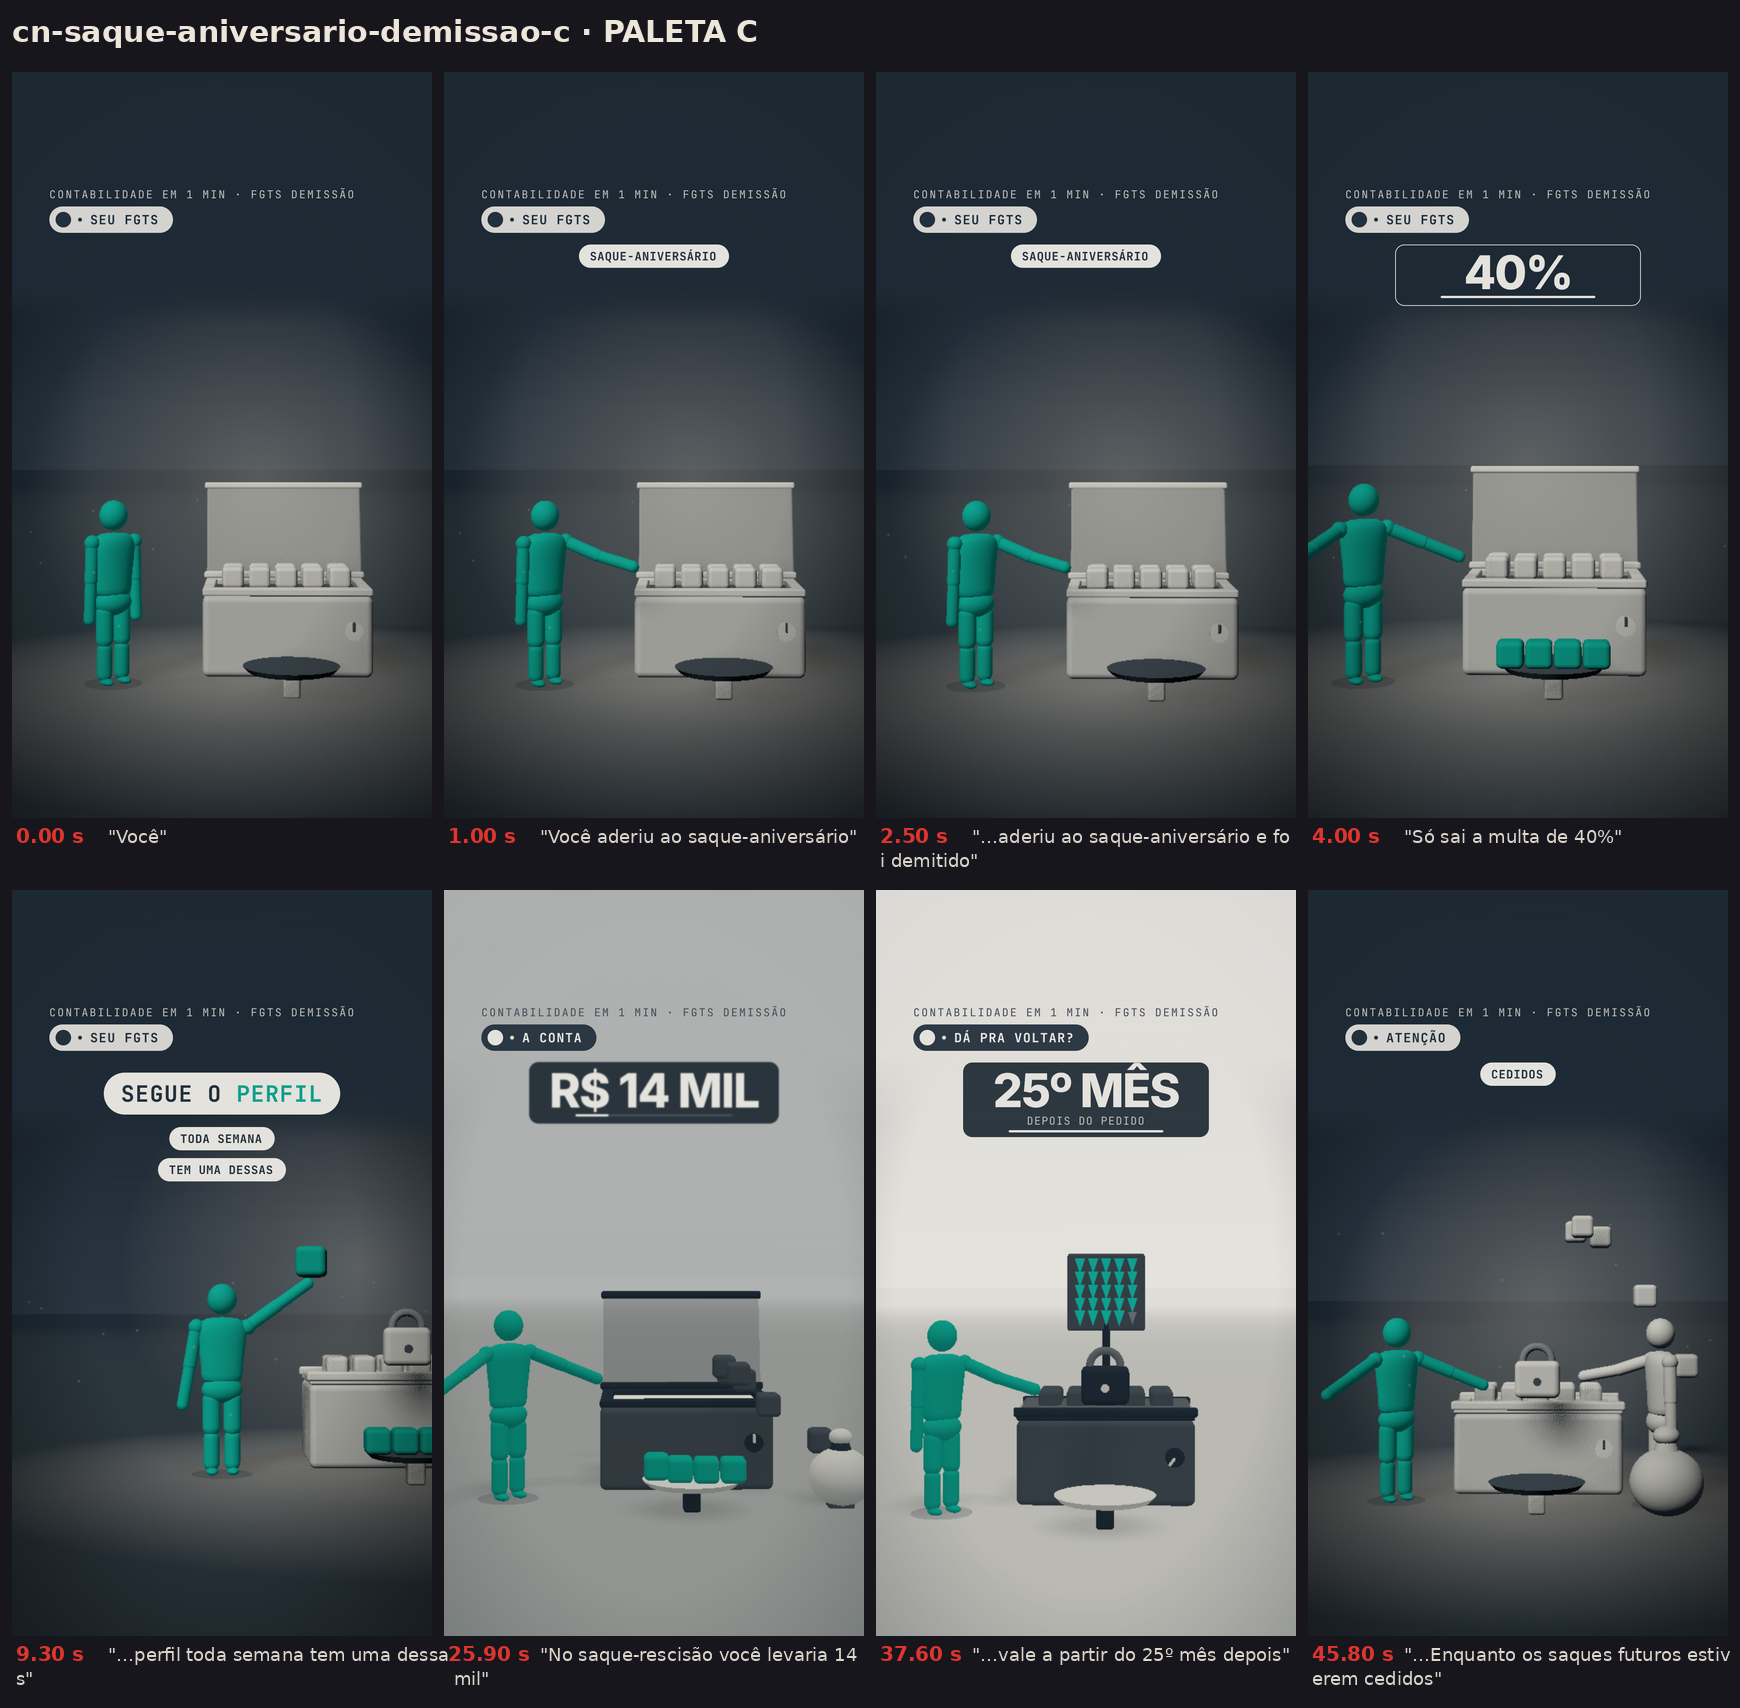 cn-saque-aniversario-demissao-c · PALETA C
CONTABILIDADE EM 1 MIN · FGTS DEMISSÃO
• SEU FGTS
0.00 s "Você"
CONTABILIDADE EM 1 MIN · FGTS DEMISSÃO
• SEU FGTS
SAQUE-ANIVERSÁRIO
1.00 s "Você aderiu ao saque-aniversário"
CONTABILIDADE EM 1 MIN · FGTS DEMISSÃO
• SEU FGTS
SAQUE-ANIVERSÁRIO
2.50 s "...aderiu ao saque-aniversário e fo
i demitido"
CONTABILIDADE EM 1 MIN · FGTS DEMISSÃO
• SEU FGTS
40%
4.00 s "Só sai a multa de 40%"
CONTABILIDADE EM 1 MIN · FGTS DEMISSÃO
• SEU FGTS
SEGUE O PERFIL
TODA SEMANA
TEM UMA DESSAS
9.30 s "...perfil toda semana tem uma dessa
s"
CONTABILIDADE EM 1 MIN · FGTS DEMISSÃO
• A CONTA
R$ 14 MIL
25.90 s "No saque-rescisão você levaria 14
mil"
CONTABILIDADE EM 1 MIN · FGTS DEMISSÃO
• DÁ PRA VOLTAR?
25º MÊS
DEPOIS DO PEDIDO
37.60 s "...vale a partir do 25º mês depois"
CONTABILIDADE EM 1 MIN · FGTS DEMISSÃO
• ATENÇÃO
CEDIDOS
45.80 s "...Enquanto os saques futuros estiv
erem cedidos"